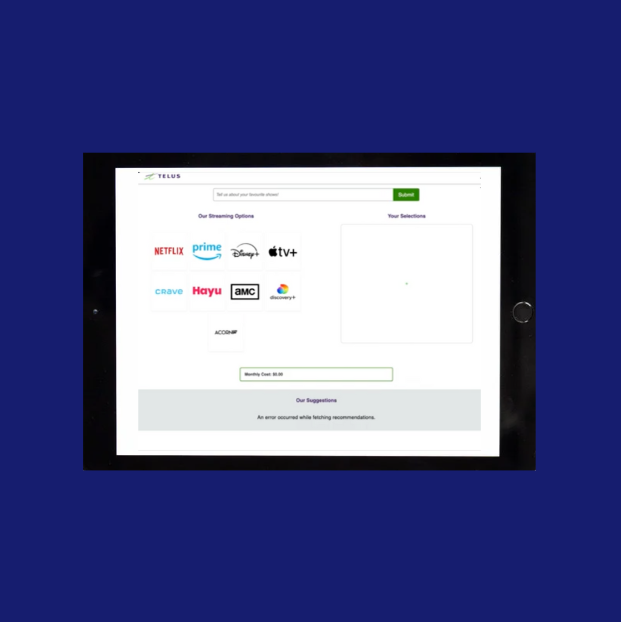 TELUS
Tell us about your favourite shows!
Submit
Our Streaming Options
Your Selections
NETFLIX
prime
Disney+
tv+
CRAVE
Hayu
aMC
discovery+
ACORN TV
Monthly Cost: $0.00
Our Suggestions
An error occurred while fetching recommendations.